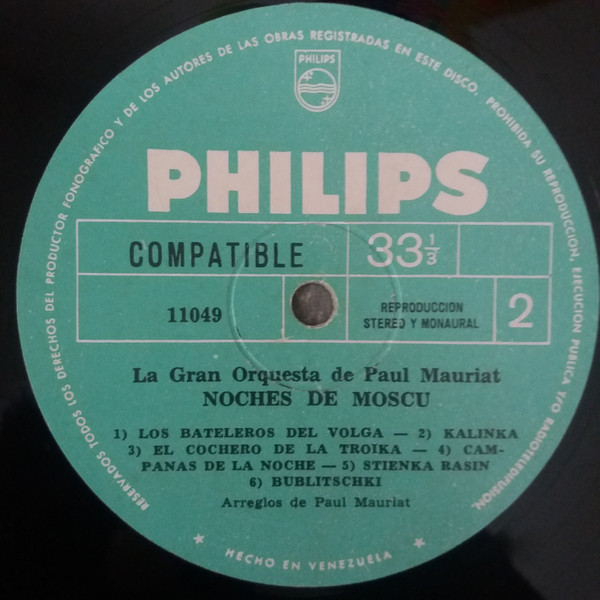 RESERVADOS TODOS LOS DERECHOS DEL PRODUCTOR FONOGRAFICO Y DE LOS AUTORES DE LAS OBRAS REGISTRADAS EN ESTE DISCO. PROHIBIDA SU REPRODUCCION, EJECUCION PUBLICA Y/O RADIOTELEDIFUSION.
PHILIPS
PHILIPS
COMPATIBLE
33 1/3
11049
REPRODUCCION
STEREO Y MONAURAL
2
La Gran Orquesta de Paul Mauriat
NOCHES DE MOSCU
1) LOS BATELEROS DEL VOLGA — 2) KALINKA
3) EL COCHERO DE LA TROIKA — 4) CAM-
PANAS DE LA NOCHE — 5) STIENKA RASIN
6) BUBLITSCHKI
Arreglos de Paul Mauriat
★ HECHO EN VENEZUELA ★